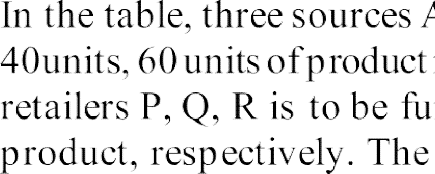 In the table, three sources A
40units, 60 units of product
retailers P, Q, R is to be fu
product, respectively. The